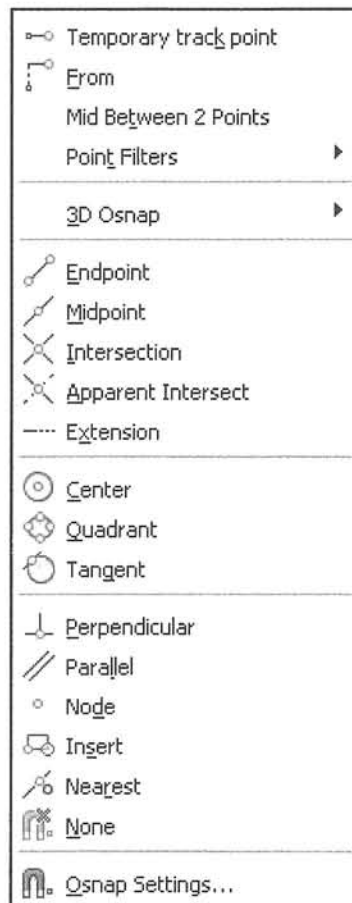 Temporary track point
From
Mid Between 2 Points
Point Filters
3D Osnap
Endpoint
Midpoint
Intersection
Apparent Intersect
Extension
Center
Quadrant
Tangent
Perpendicular
Parallel
Node
Insert
Nearest
None
Osnap Settings...